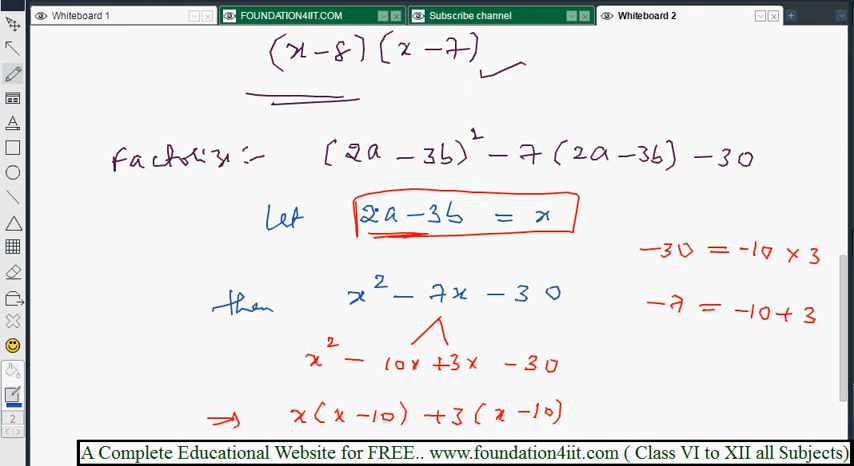 Whiteboard 1
FOUNDATION4IIT.COM
Subscribe channel
Whiteboard 2
(x-8)(x-7)
Factorize:- (2a-3b)² - 7(2a-3b) - 30
Let 2a-3b = x
-30 = -10 × 3
then x² - 7x - 30
-7 = -10+3
x² - 10x + 3x - 30
⇒ x(x-10) + 3(x-10)
2
A Complete Educational Website for FREE.. www.foundation4iit.com ( Class VI to XII all Subjects)